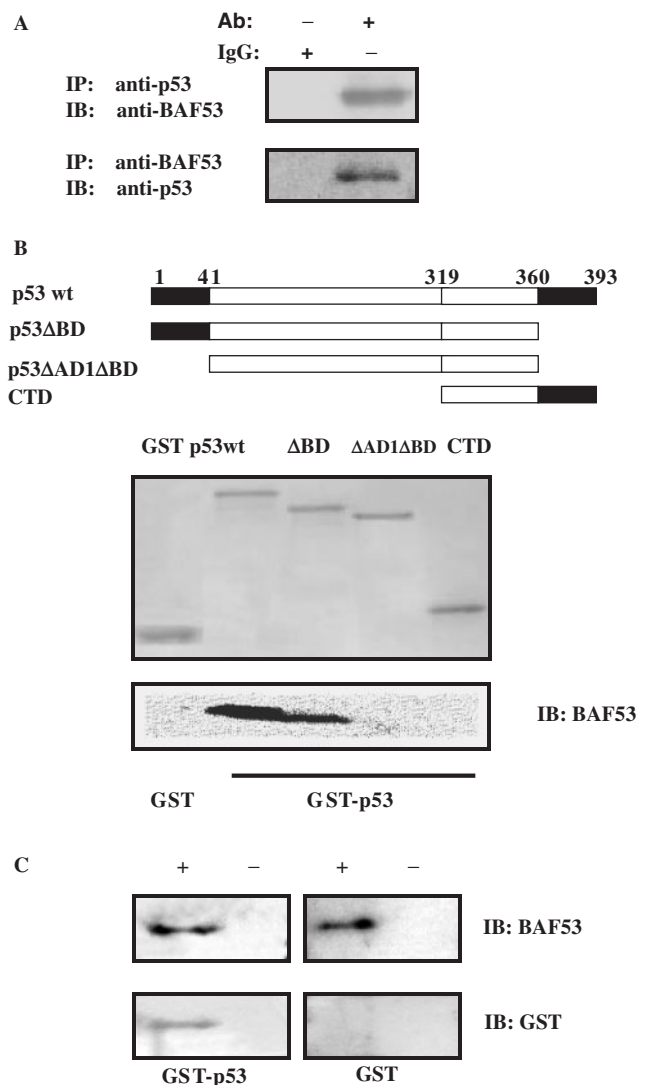 A
Ab: – +
IgG: + –
IP: anti-p53
IB: anti-BAF53
IP: anti-BAF53
IB: anti-p53
B
1 41 319 360 393
p53 wt
p53ΔBD
p53ΔAD1ΔBD
CTD
GST p53wt ΔBD ΔAD1ΔBD CTD
IB: BAF53
GST GST-p53
C
+ – + –
IB: BAF53
IB: GST
GST-p53 GST